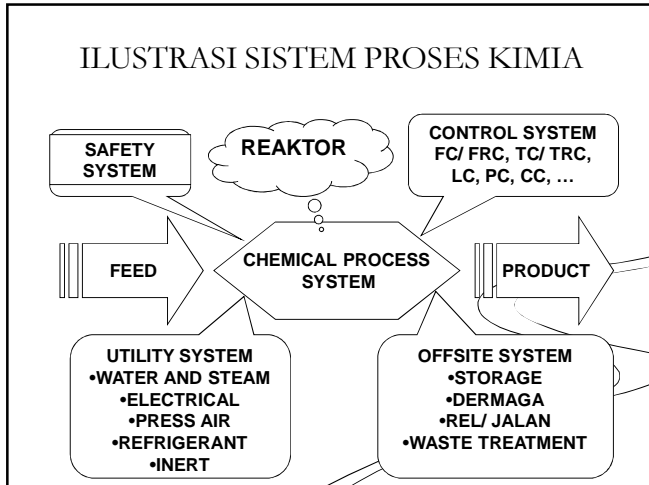 ILUSTRASI SISTEM PROSES KIMIA
SAFETY
SYSTEM
REAKTOR
CONTROL SYSTEM
FC/ FRC, TC/ TRC,
LC, PC, CC, ...
FEED
CHEMICAL PROCESS
SYSTEM
PRODUCT
UTILITY SYSTEM
•WATER AND STEAM
•ELECTRICAL
•PRESS AIR
•REFRIGERANT
•INERT
OFFSITE SYSTEM
•STORAGE
•DERMAGA
•REL/ JALAN
•WASTE TREATMENT